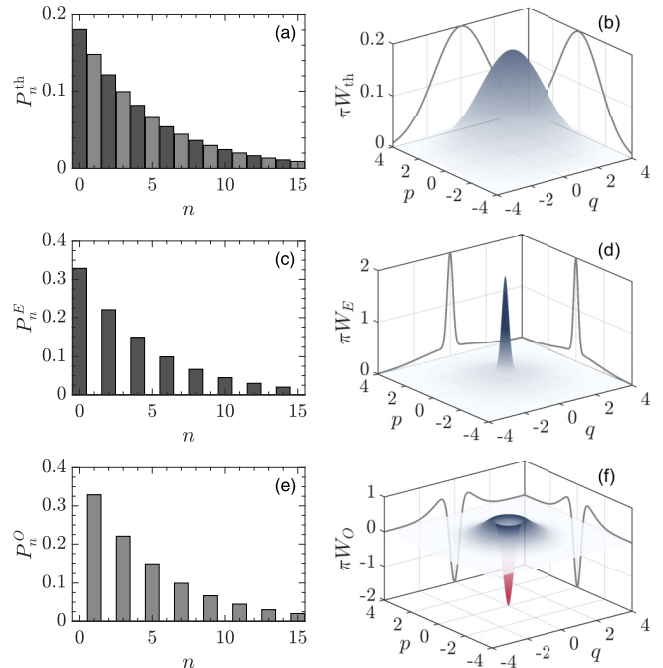 (a)
0.2
0.1
0
P_n^th
0 5 10 15
n
(b)
0.2
0.1
0
πW_th
4 2 0 -2 -4
p
-4 -2 0 2 4
q
(c)
0.4
0.3
0.2
0.1
0
P_n^E
0 5 10 15
n
(d)
2
1
0
πW_E
4 2 0 -2 -4
p
-4 -2 0 2 4
q
(e)
0.4
0.3
0.2
0.1
0
P_n^O
0 5 10 15
n
(f)
1
0
-1
-2
πW_O
4 2 0 -2 -4
p
-4 -2 0 2 4
q